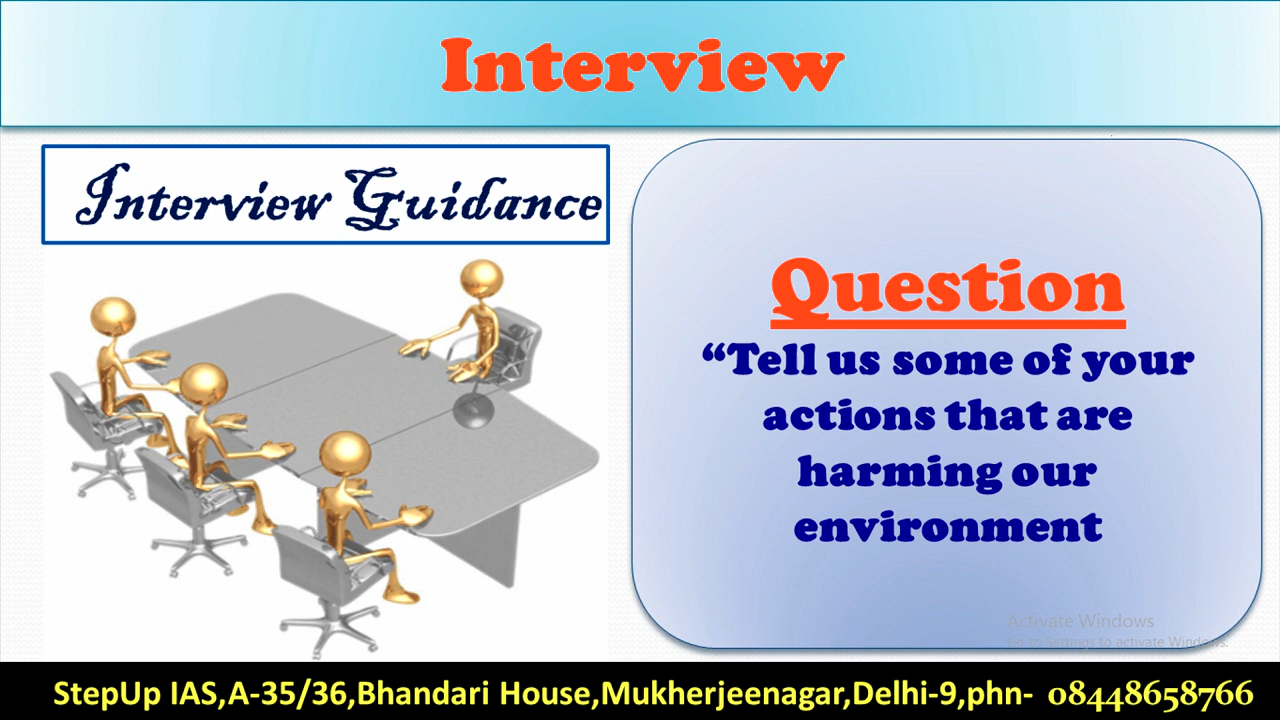 Interview
Interview Guidance
Question
“Tell us some of your
actions that are
harming our
environment
Activate Windows
Go to Settings to activate Windows.
StepUp IAS,A-35/36,Bhandari House,Mukherjeenagar,Delhi-9,phn- 08448658766